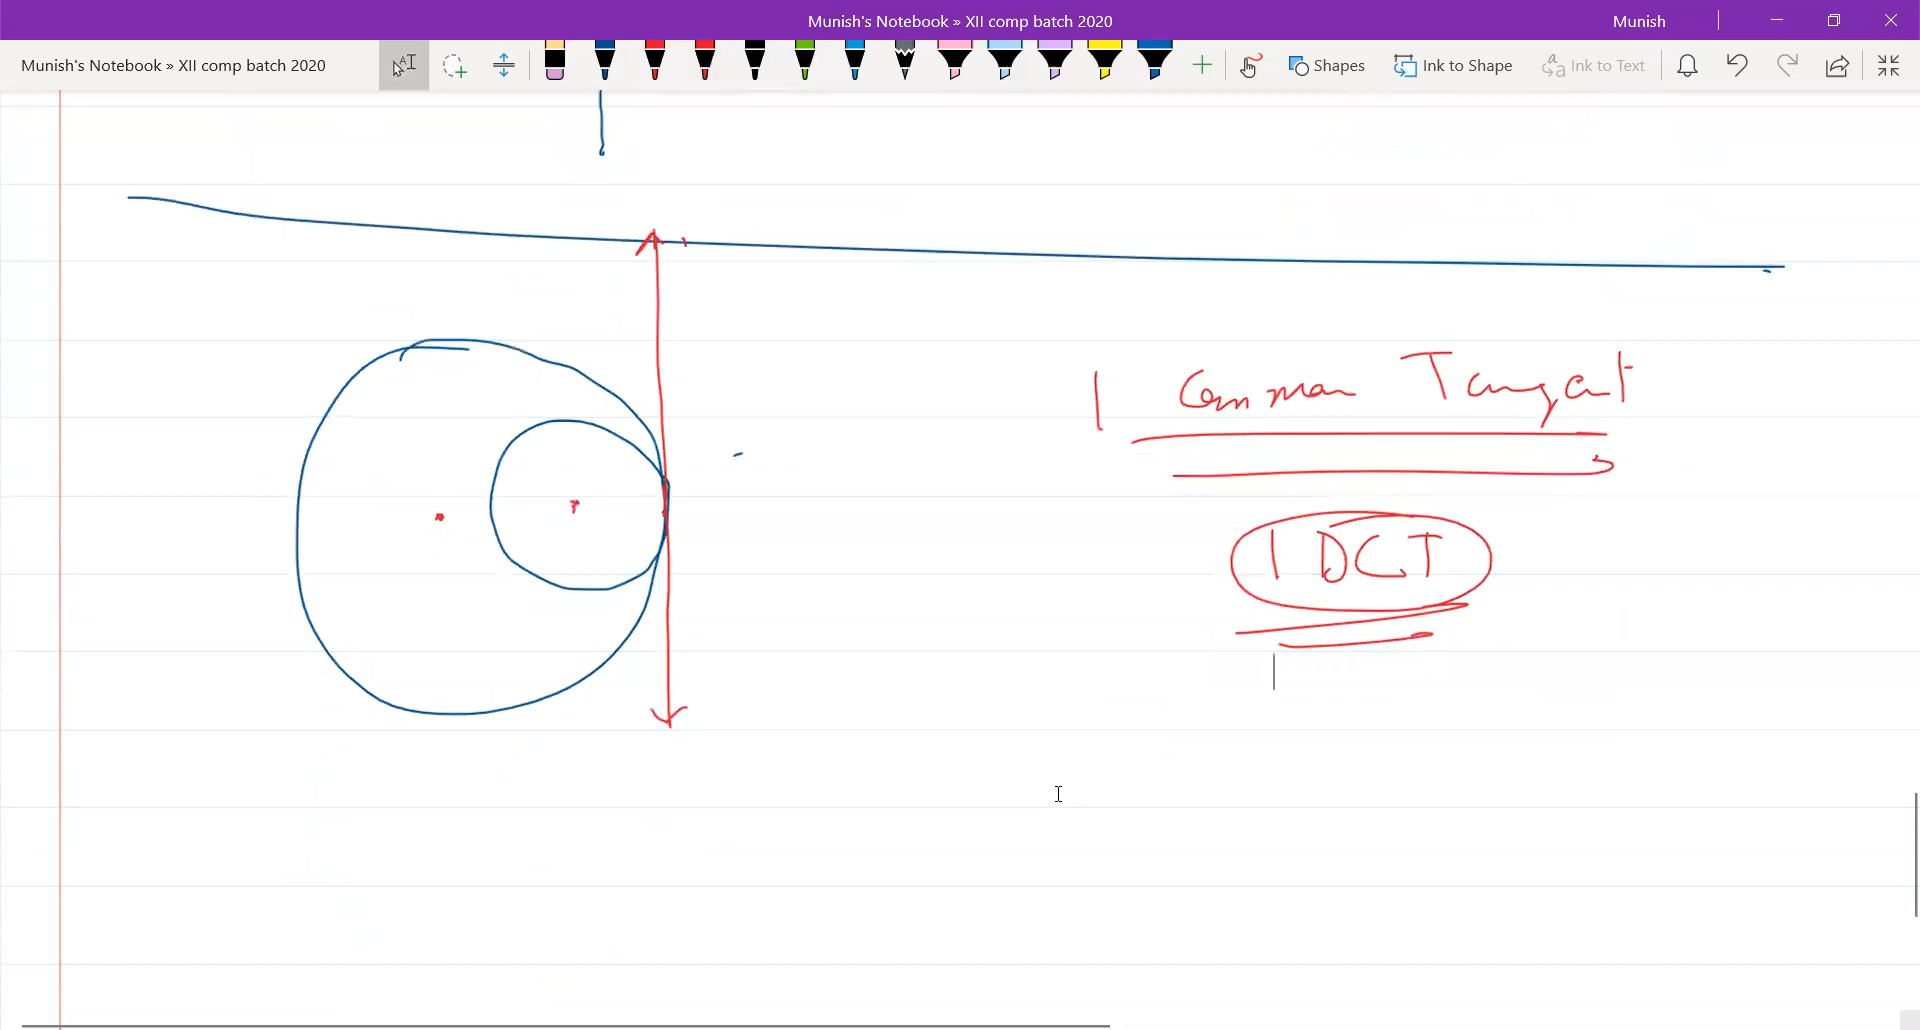 Munish's Notebook » XII comp batch 2020
Munish
Munish's Notebook » XII comp batch 2020
Shapes
Ink to Shape
Ink to Text
1 Common Tangent
1 DCT